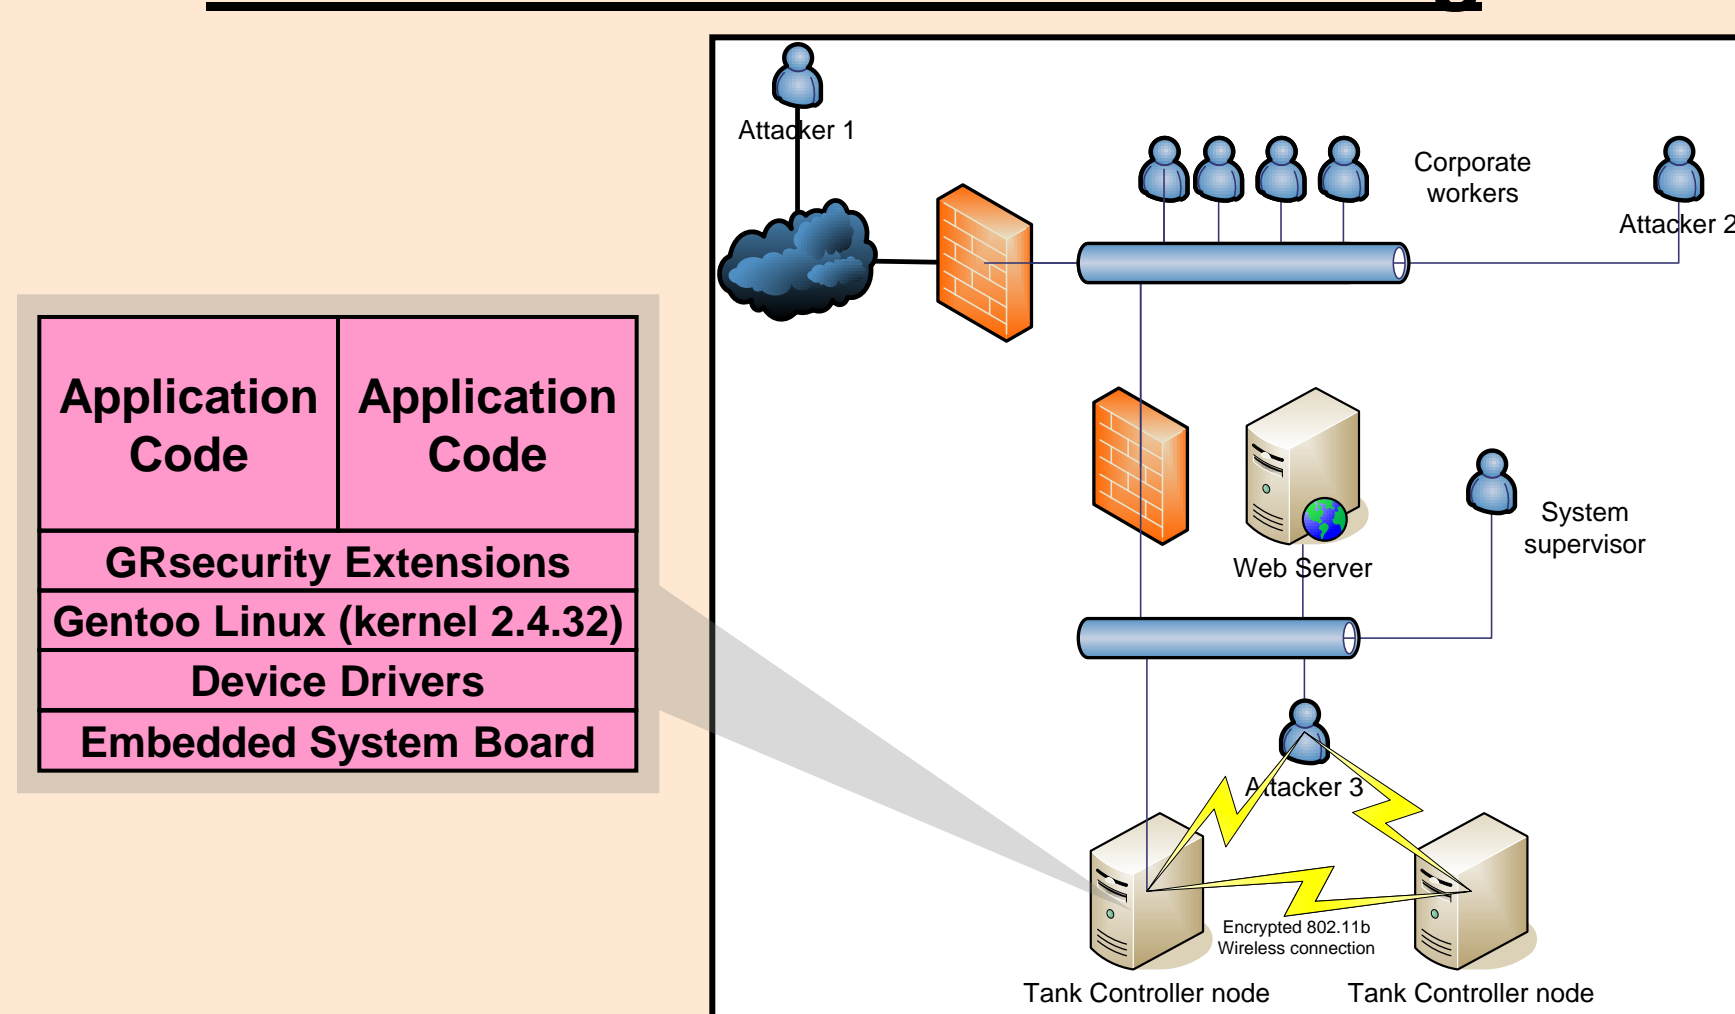 Attacker 1
Corporate
workers
Attacker 2
Application
Code
Application
Code
GRsecurity Extensions
Gentoo Linux (kernel 2.4.32)
Device Drivers
Embedded System Board
Web Server
System
supervisor
Attacker 3
Encrypted 802.11b
Wireless connection
Tank Controller node
Tank Controller node